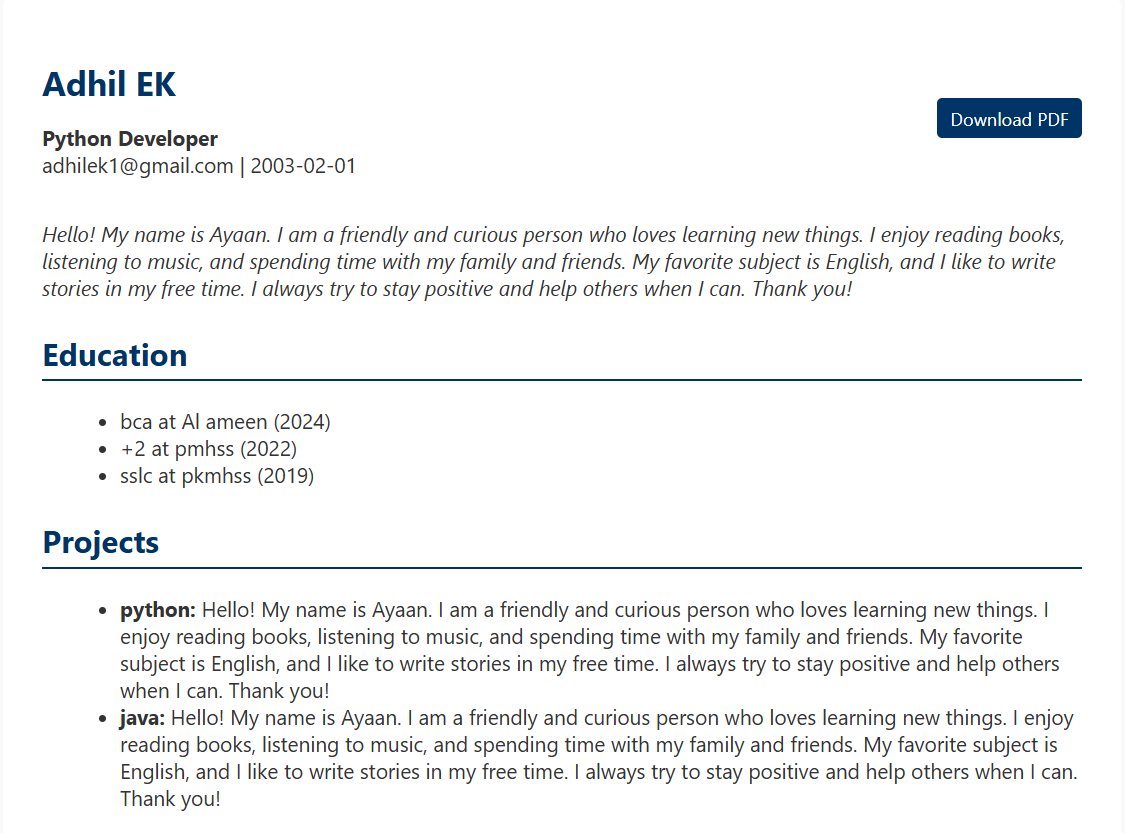 Adhil EK
Download PDF
Python Developer
adhilek1@gmail.com | 2003-02-01
Hello! My name is Ayaan. I am a friendly and curious person who loves learning new things. I enjoy reading books,
listening to music, and spending time with my family and friends. My favorite subject is English, and I like to write
stories in my free time. I always try to stay positive and help others when I can. Thank you!
Education
• bca at Al ameen (2024)
• +2 at pmhss (2022)
• sslc at pkmhss (2019)
Projects
• python: Hello! My name is Ayaan. I am a friendly and curious person who loves learning new things. I
enjoy reading books, listening to music, and spending time with my family and friends. My favorite
subject is English, and I like to write stories in my free time. I always try to stay positive and help others
when I can. Thank you!
• java: Hello! My name is Ayaan. I am a friendly and curious person who loves learning new things. I enjoy
reading books, listening to music, and spending time with my family and friends. My favorite subject is
English, and I like to write stories in my free time. I always try to stay positive and help others when I can.
Thank you!